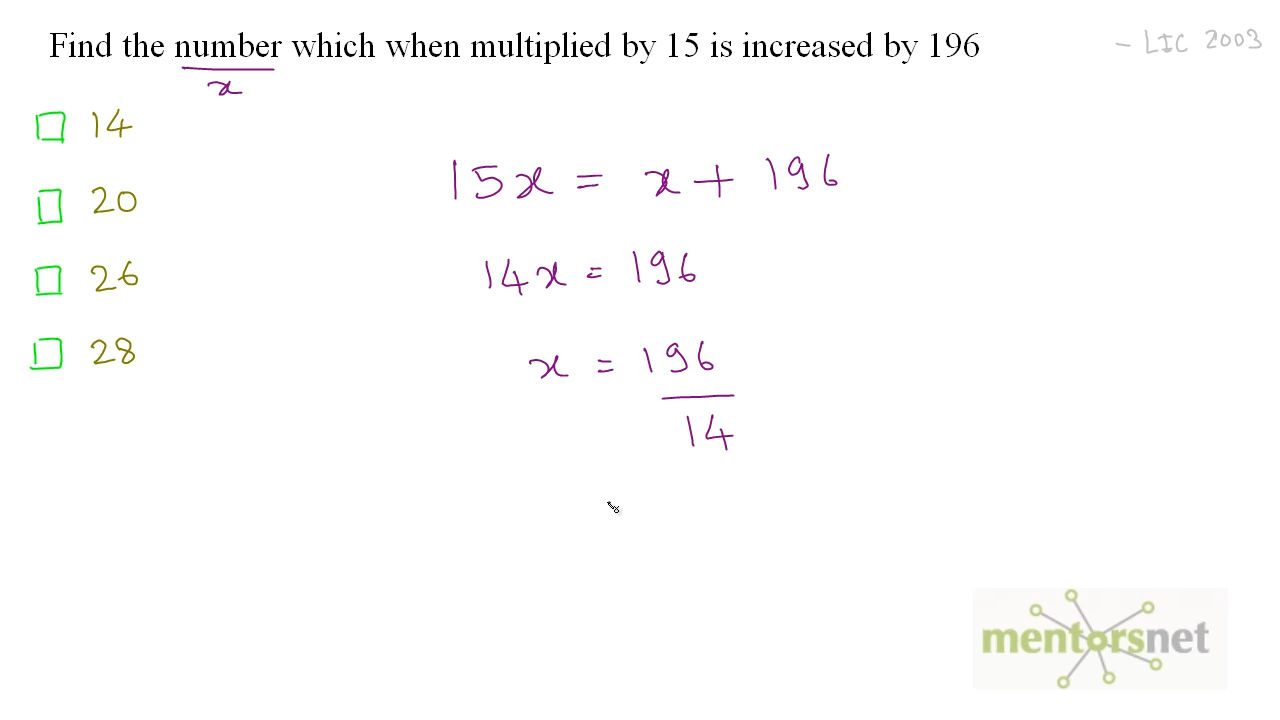 Find the number which when multiplied by 15 is increased by 196
- LIC 2003
x
14
20
26
28
15x = x + 196
14x = 196
x = 196
14
mentorsnet